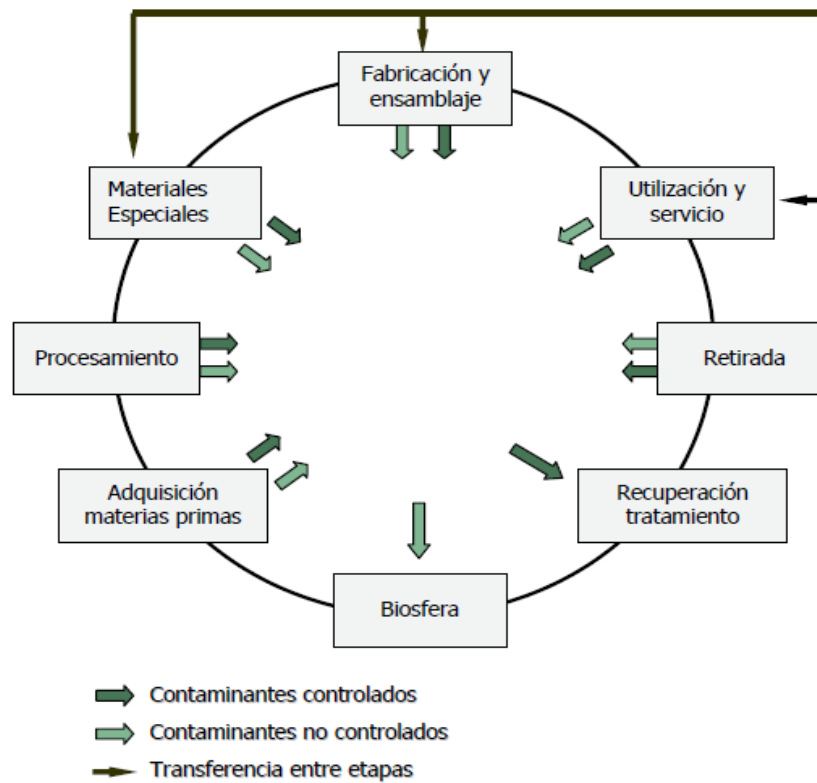 Fabricación y
ensamblaje
Materiales
Especiales
Utilización y
servicio
Procesamiento
Retirada
Adquisición
materias primas
Recuperación
tratamiento
Biosfera
Contaminantes controlados
Contaminantes no controlados
Transferencia entre etapas